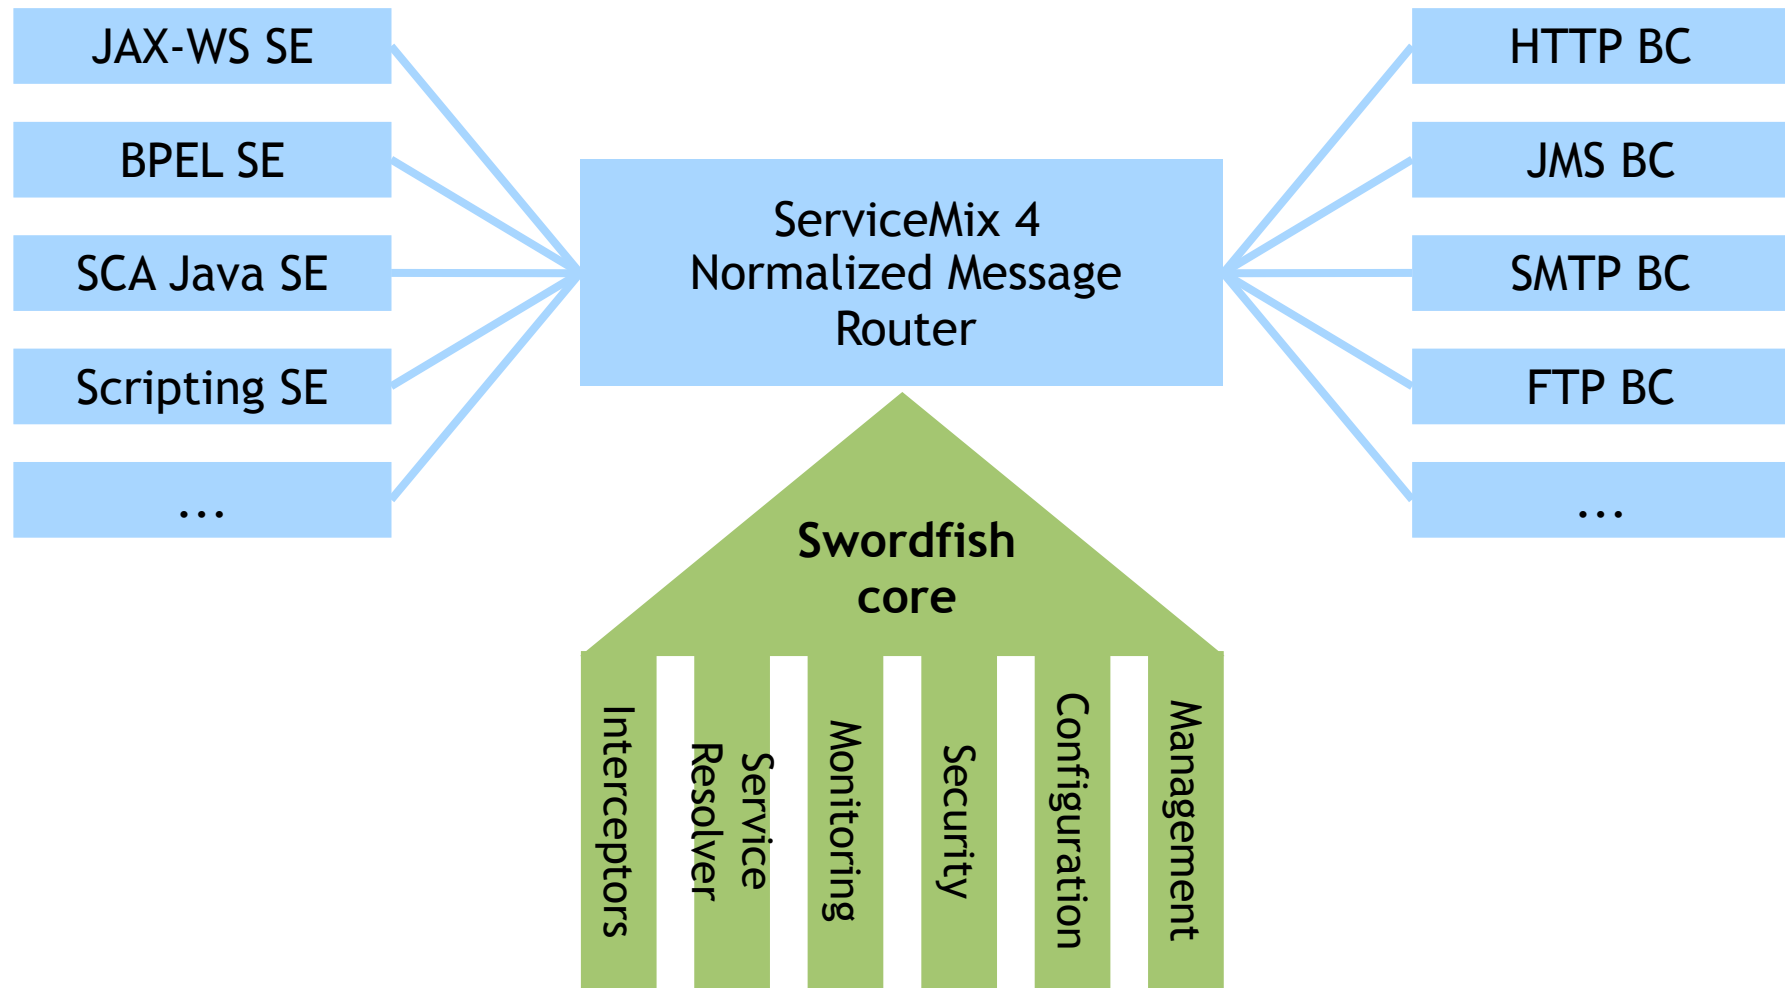 JAX-WS SE
BPEL SE
SCA Java SE
Scripting SE
...
ServiceMix 4
Normalized Message
Router
HTTP BC
JMS BC
SMTP BC
FTP BC
...
Swordfish
core
Interceptors
Service
Resolver
Monitoring
Security
Configuration
Management